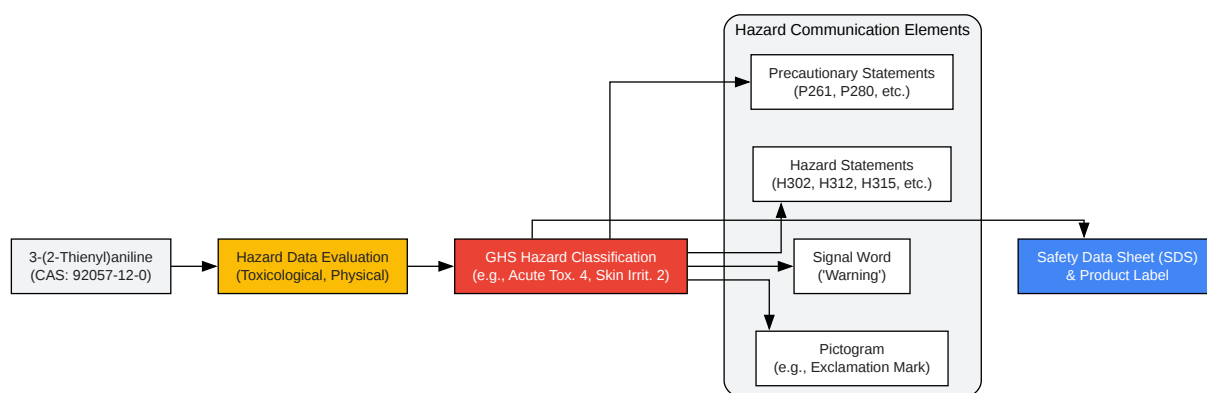 Hazard Communication Elements
Precautionary Statements
(P261, P280, etc.)
Hazard Statements
(H302, H312, H315, etc.)
3-(2-Thienyl)aniline
(CAS: 92057-12-0)
Hazard Data Evaluation
(Toxicological, Physical)
GHS Hazard Classification
(e.g., Acute Tox. 4, Skin Irrit. 2)
Signal Word
('Warning')
Safety Data Sheet (SDS)
& Product Label
Pictogram
(e.g., Exclamation Mark)